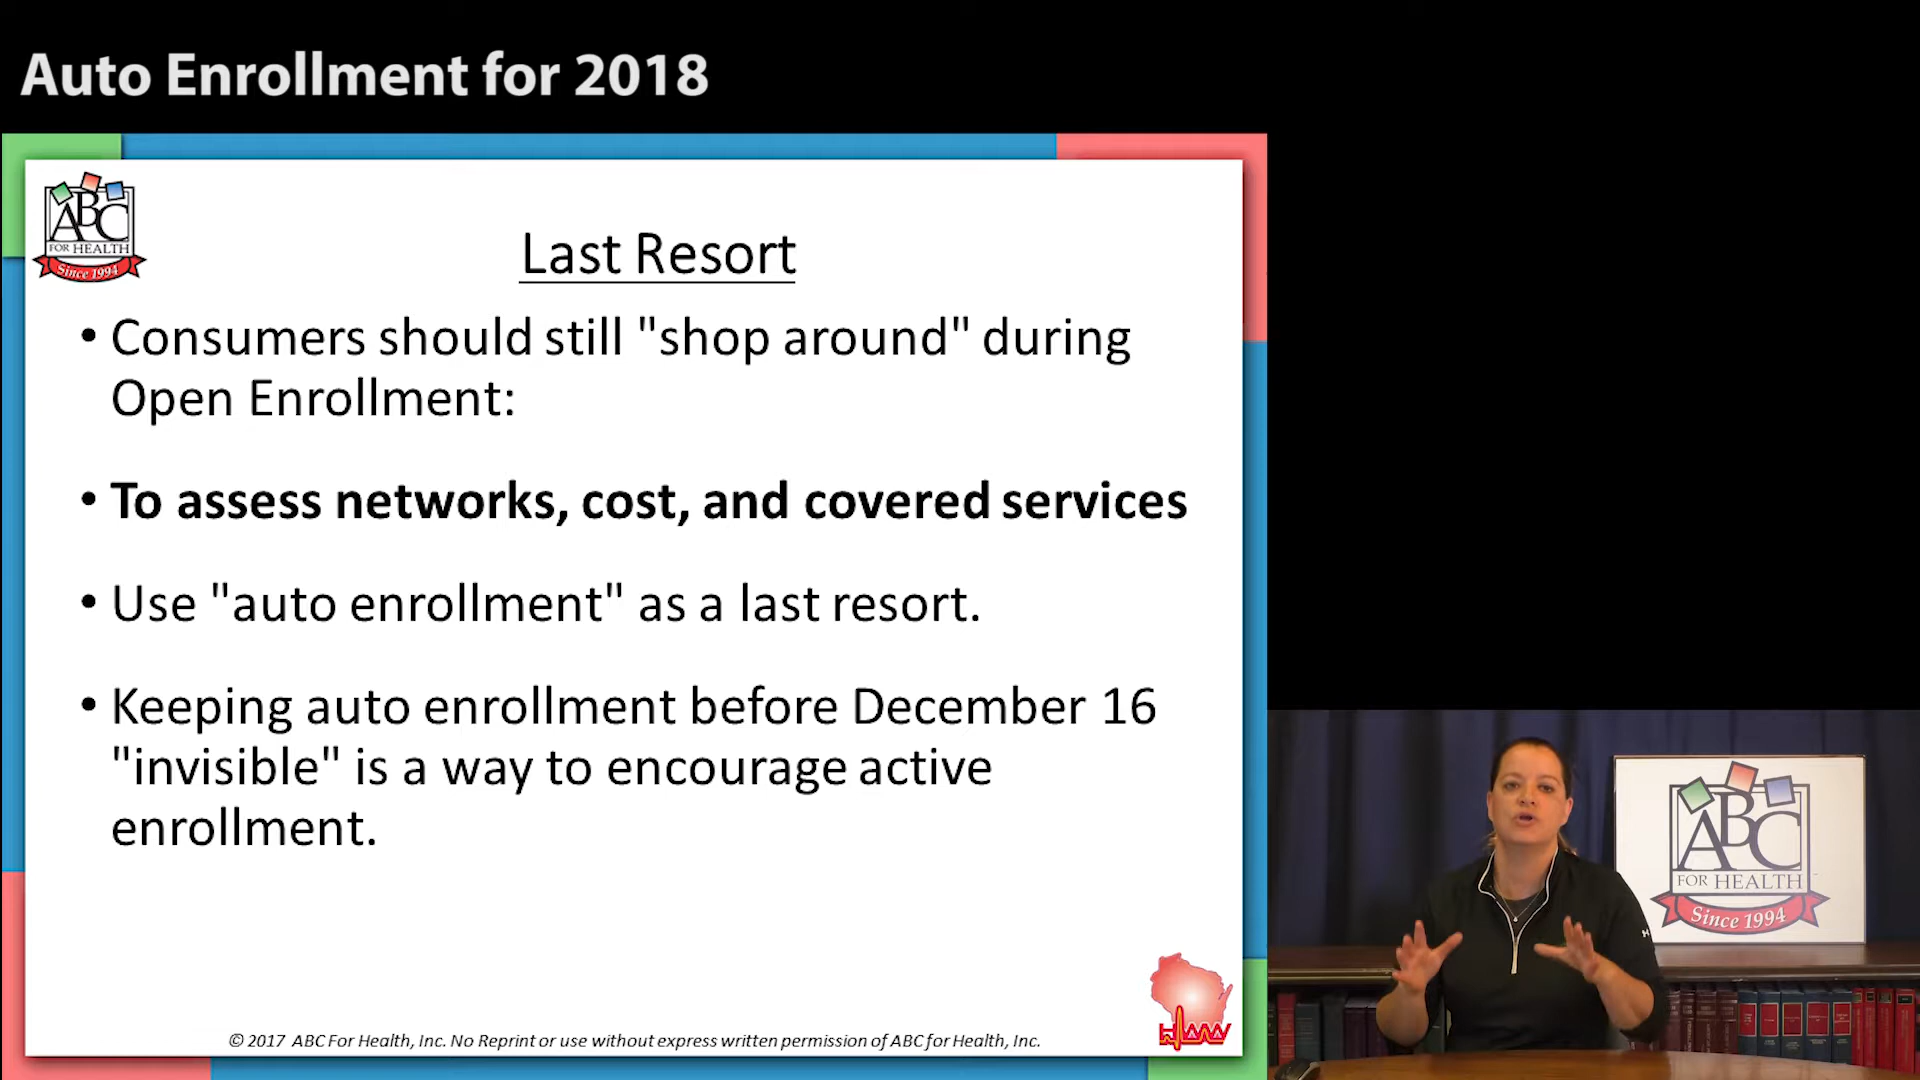 Auto Enrollment for 2018
ABC
FOR HEALTH
Since 1994
Last Resort
• Consumers should still "shop around" during
Open Enrollment:
• To assess networks, cost, and covered services
• Use "auto enrollment" as a last resort.
• Keeping auto enrollment before December 16
"invisible" is a way to encourage active
enrollment.
© 2017 ABC For Health, Inc. No Reprint or use without express written permission of ABC for Health, Inc.
ABC
FOR HEALTH
Since 1994